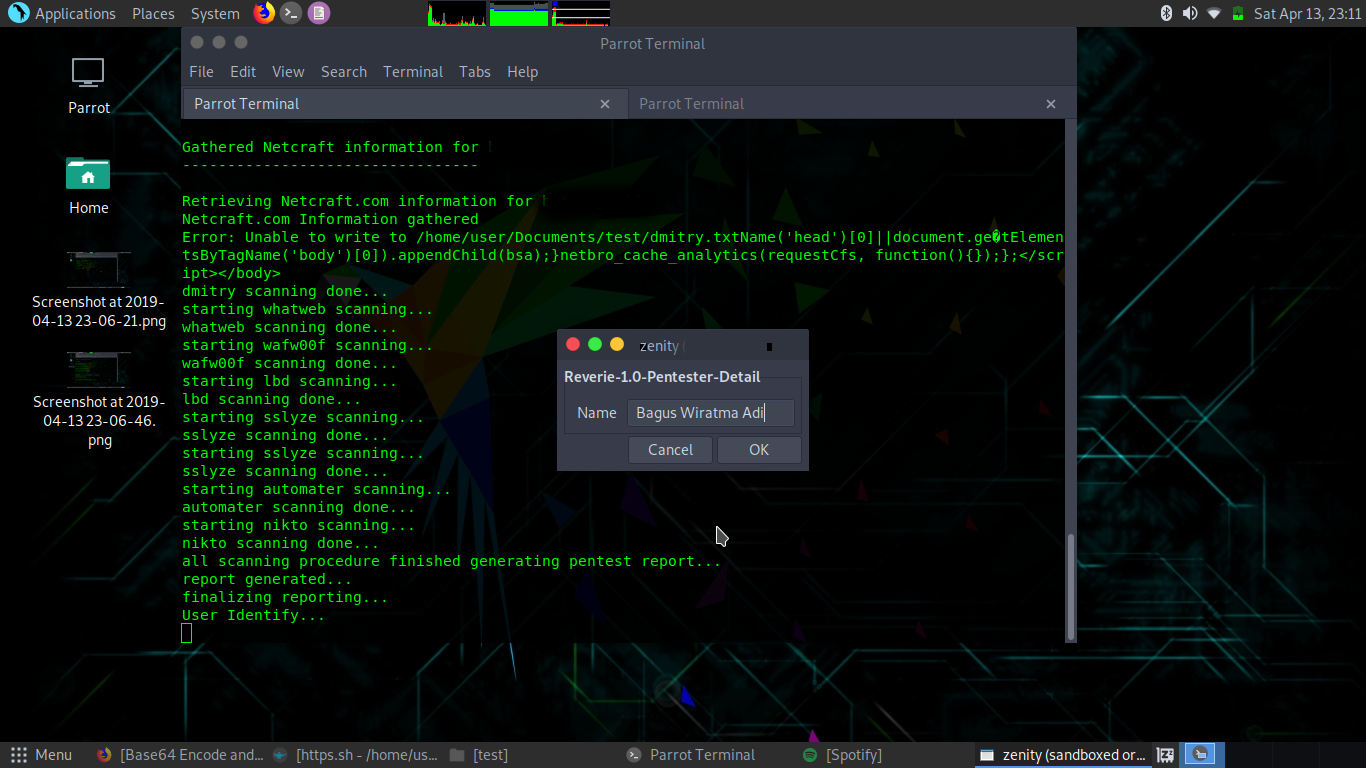 Applications Places System
Sat Apr 13, 23:11
Parrot Terminal
File Edit View Search Terminal Tabs Help
Parrot Terminal × Parrot Terminal ×
Parrot
Home
Screenshot at 2019-
04-13 23-06-21.png
Screenshot at 2019-
04-13 23-06-46.
png
Gathered Netcraft information for
---------------------------------
Retrieving Netcraft.com information for
Netcraft.com Information gathered
Error: Unable to write to /home/user/Documents/test/dmitry.txtName('head')[0]||document.ge�tElemen
tsByTagName('body')[0]).appendChild(bsa);}netbro_cache_analytics(requestCfs, function(){});};</scr
ipt></body>
dmitry scanning done...
starting whatweb scanning...
whatweb scanning done...
starting wafw00f scanning...
wafw00f scanning done...
starting lbd scanning...
lbd scanning done...
starting sslyze scanning...
sslyze scanning done...
starting sslyze scanning...
sslyze scanning done...
starting automater scanning...
automater scanning done...
starting nikto scanning...
nikto scanning done...
all scanning procedure finished generating pentest report...
report generated...
finalizing reporting...
User Identify...
zenity
Reverie-1.0-Pentester-Detail
Name Bagus Wiratma Adi
Cancel OK
Menu [Base64 Encode and... [https.sh - /home/us... [test] Parrot Terminal [Spotify] zenity (sandboxed or...